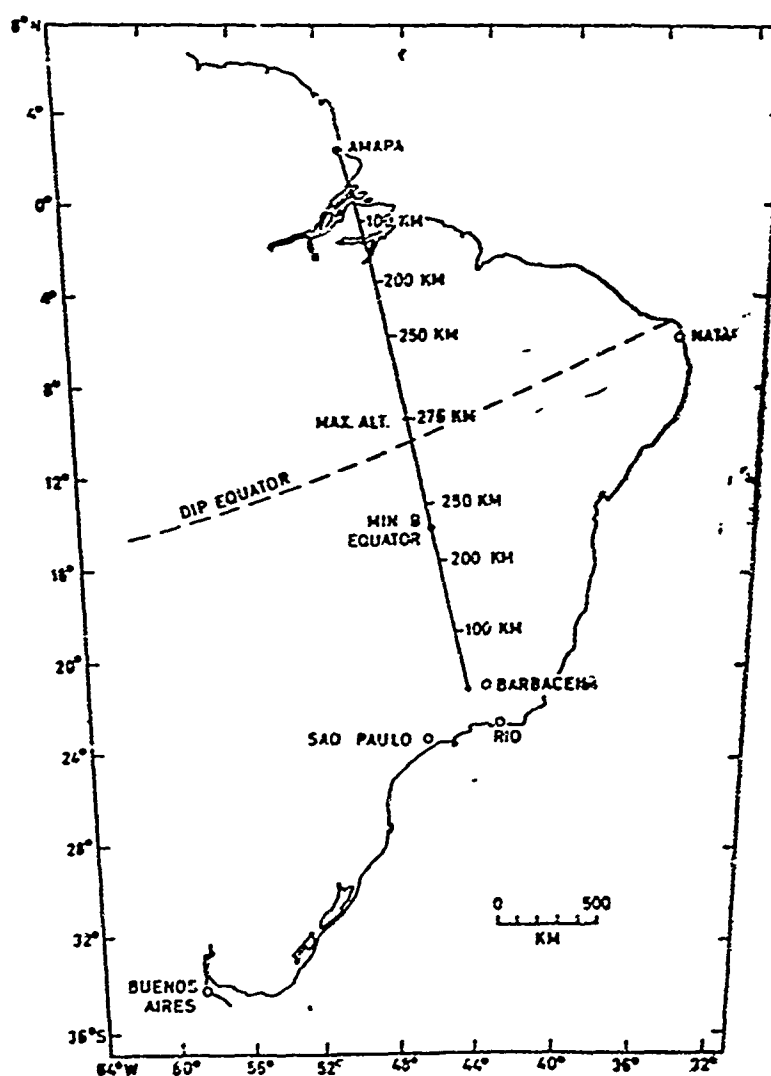 8° N
4°
AMAPA
0°
100 KM
200 KM
4°
250 KM
NATAL
8°
MAX. ALT.
275 KM
12°
DIP EQUATOR
250 KM
MIN B
EQUATOR
200 KM
16°
100 KM
20°
BARBACENA
SAO PAULO
RIO
24°
28°
0 500
KM
32°
BUENOS
AIRES
36°S
64°W 60° 56° 52° 48° 44° 40° 36° 32°